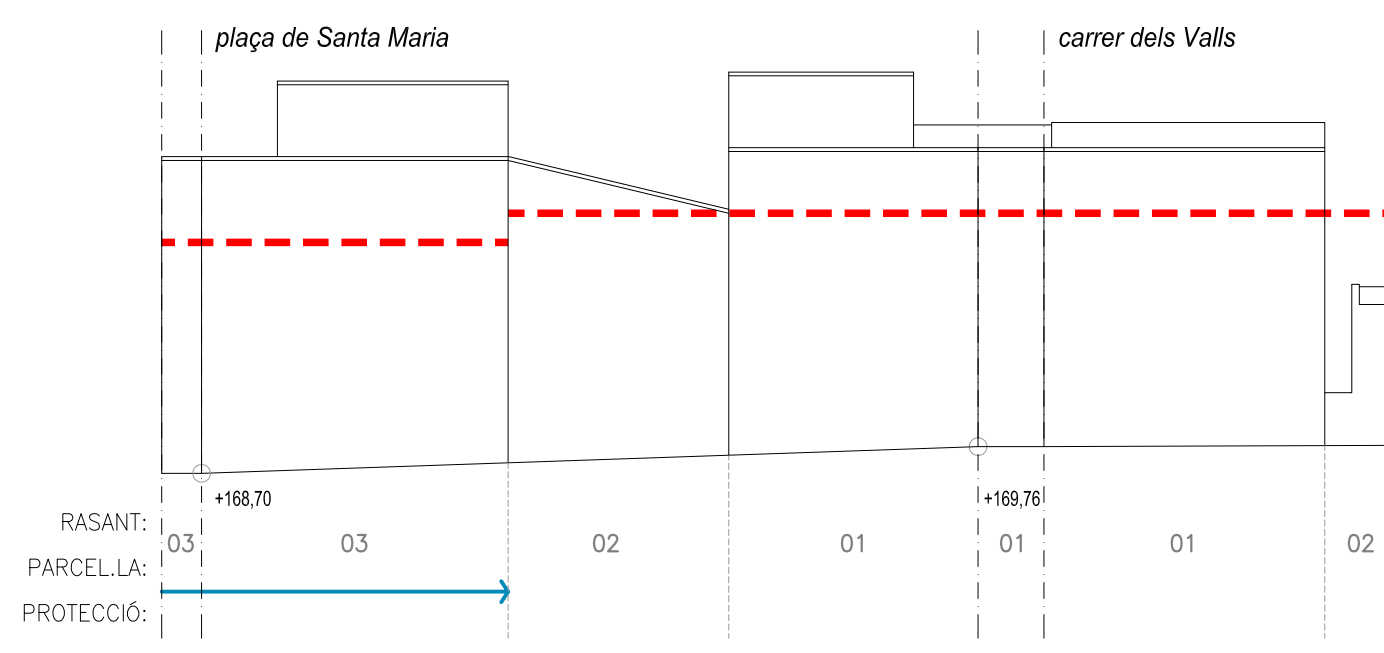 plaça de Santa Maria
carrer dels Valls
+168,70
+169,76
RASANT:
03 03 02 01 01 01 02
PARCEL.LA:
PROTECCIÓ: